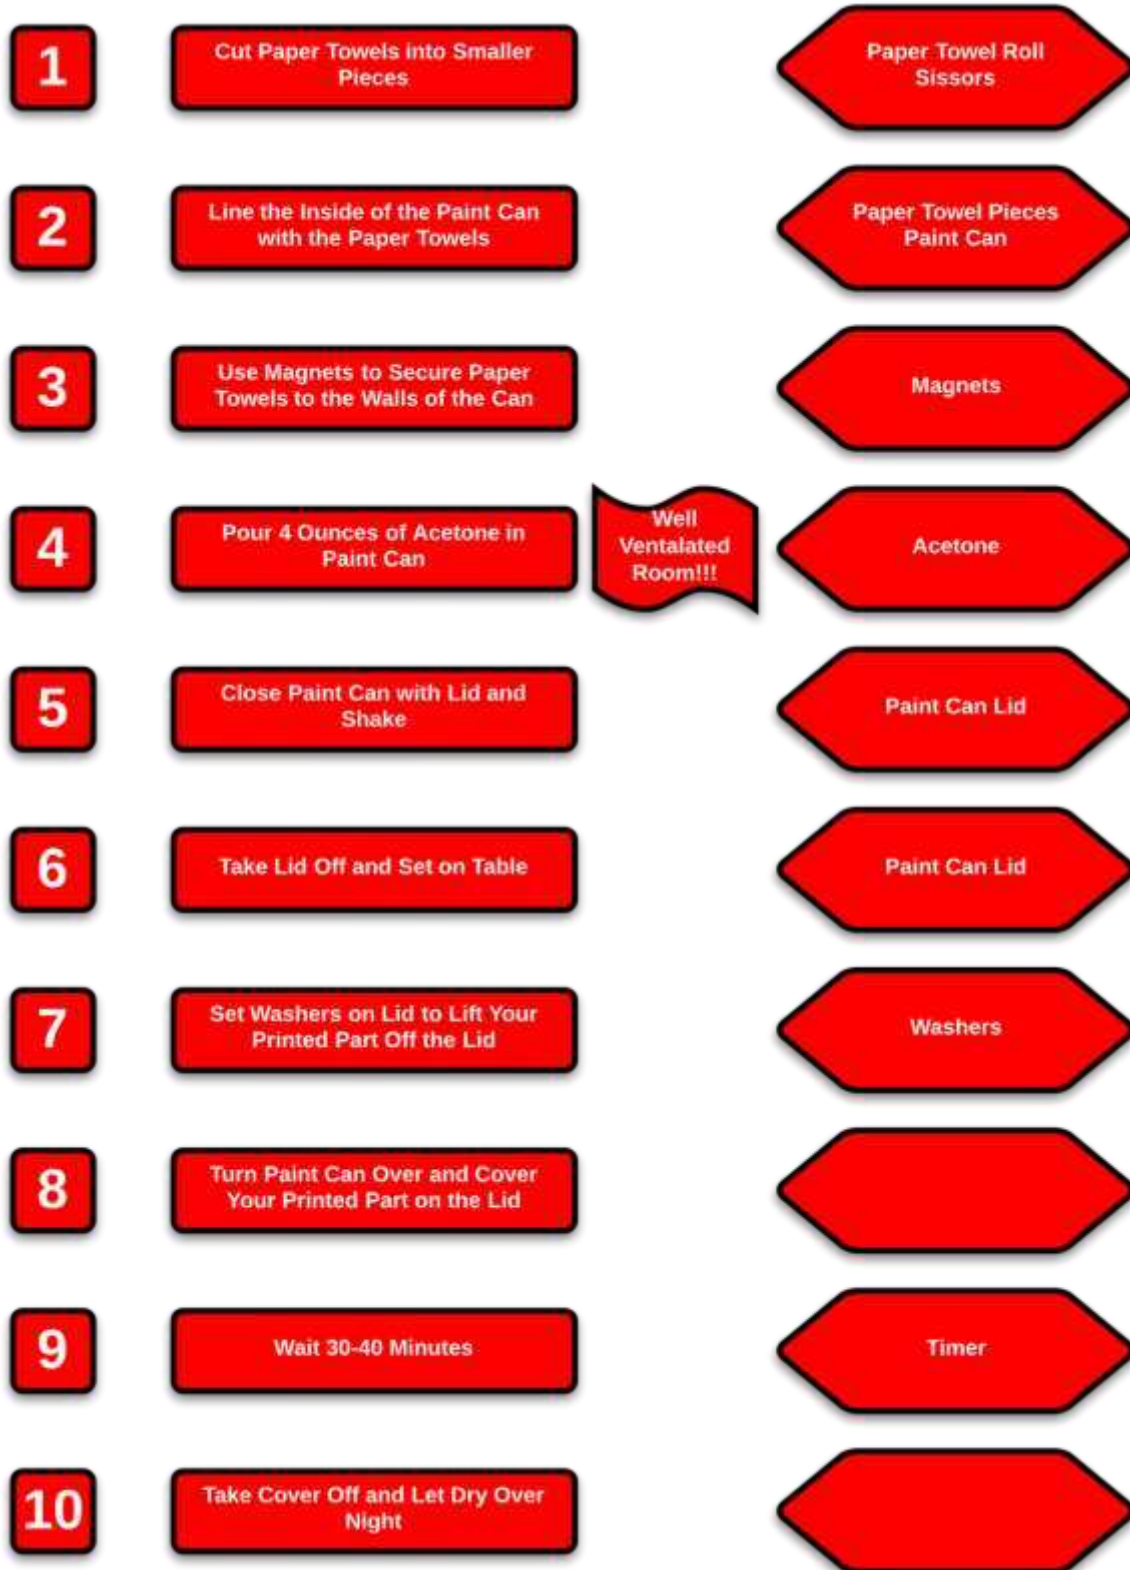 1
Cut Paper Towels into Smaller
Pieces
Paper Towel Roll
Sissors
2
Line the Inside of the Paint Can
with the Paper Towels
Paper Towel Pieces
Paint Can
3
Use Magnets to Secure Paper
Towels to the Walls of the Can
Magnets
4
Pour 4 Ounces of Acetone in
Paint Can
Well
Ventalated
Room!!!
Acetone
5
Close Paint Can with Lid and
Shake
Paint Can Lid
6
Take Lid Off and Set on Table
Paint Can Lid
7
Set Washers on Lid to Lift Your
Printed Part Off the Lid
Washers
8
Turn Paint Can Over and Cover
Your Printed Part on the Lid
9
Wait 30-40 Minutes
Timer
10
Take Cover Off and Let Dry Over
Night